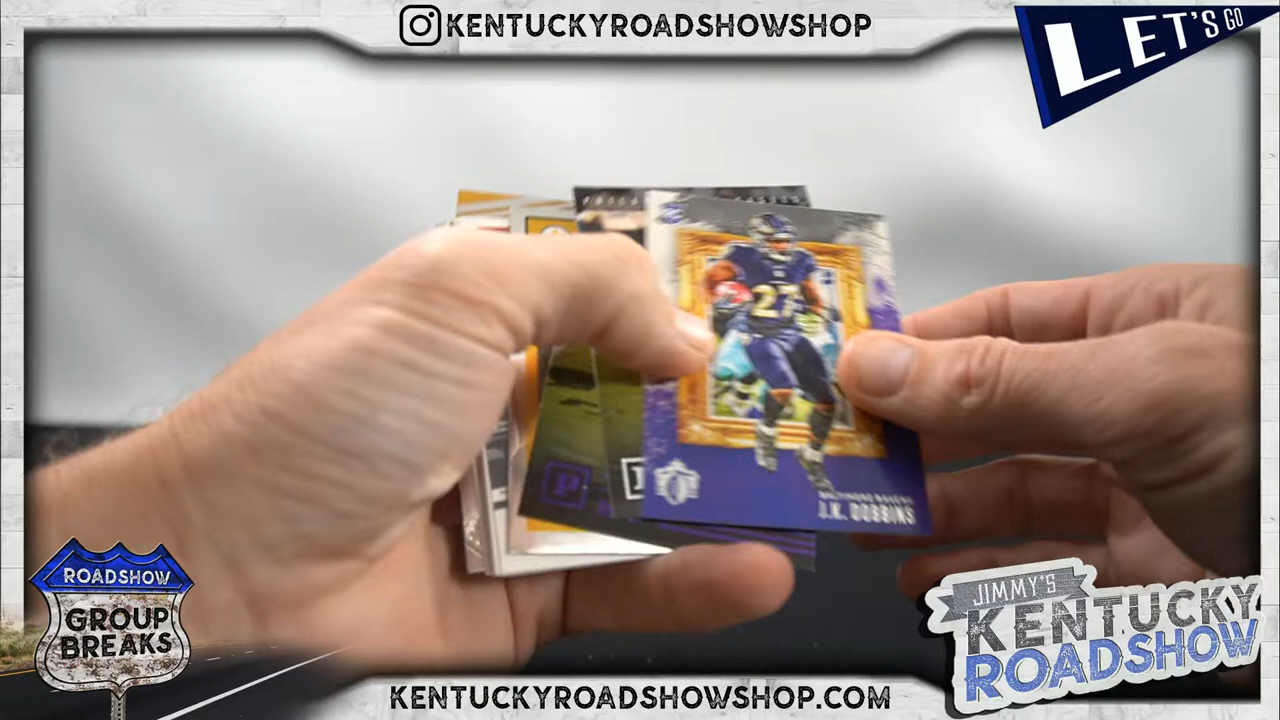 KENTUCKYROADSHOWSHOP
LET'S GO
27
BALTIMORE RAVENS
J.K. DOBBINS
P
ROADSHOW
GROUP
BREAKS
JIMMY'S
KENTUCKY
ROADSHOW
KENTUCKYROADSHOWSHOP.COM